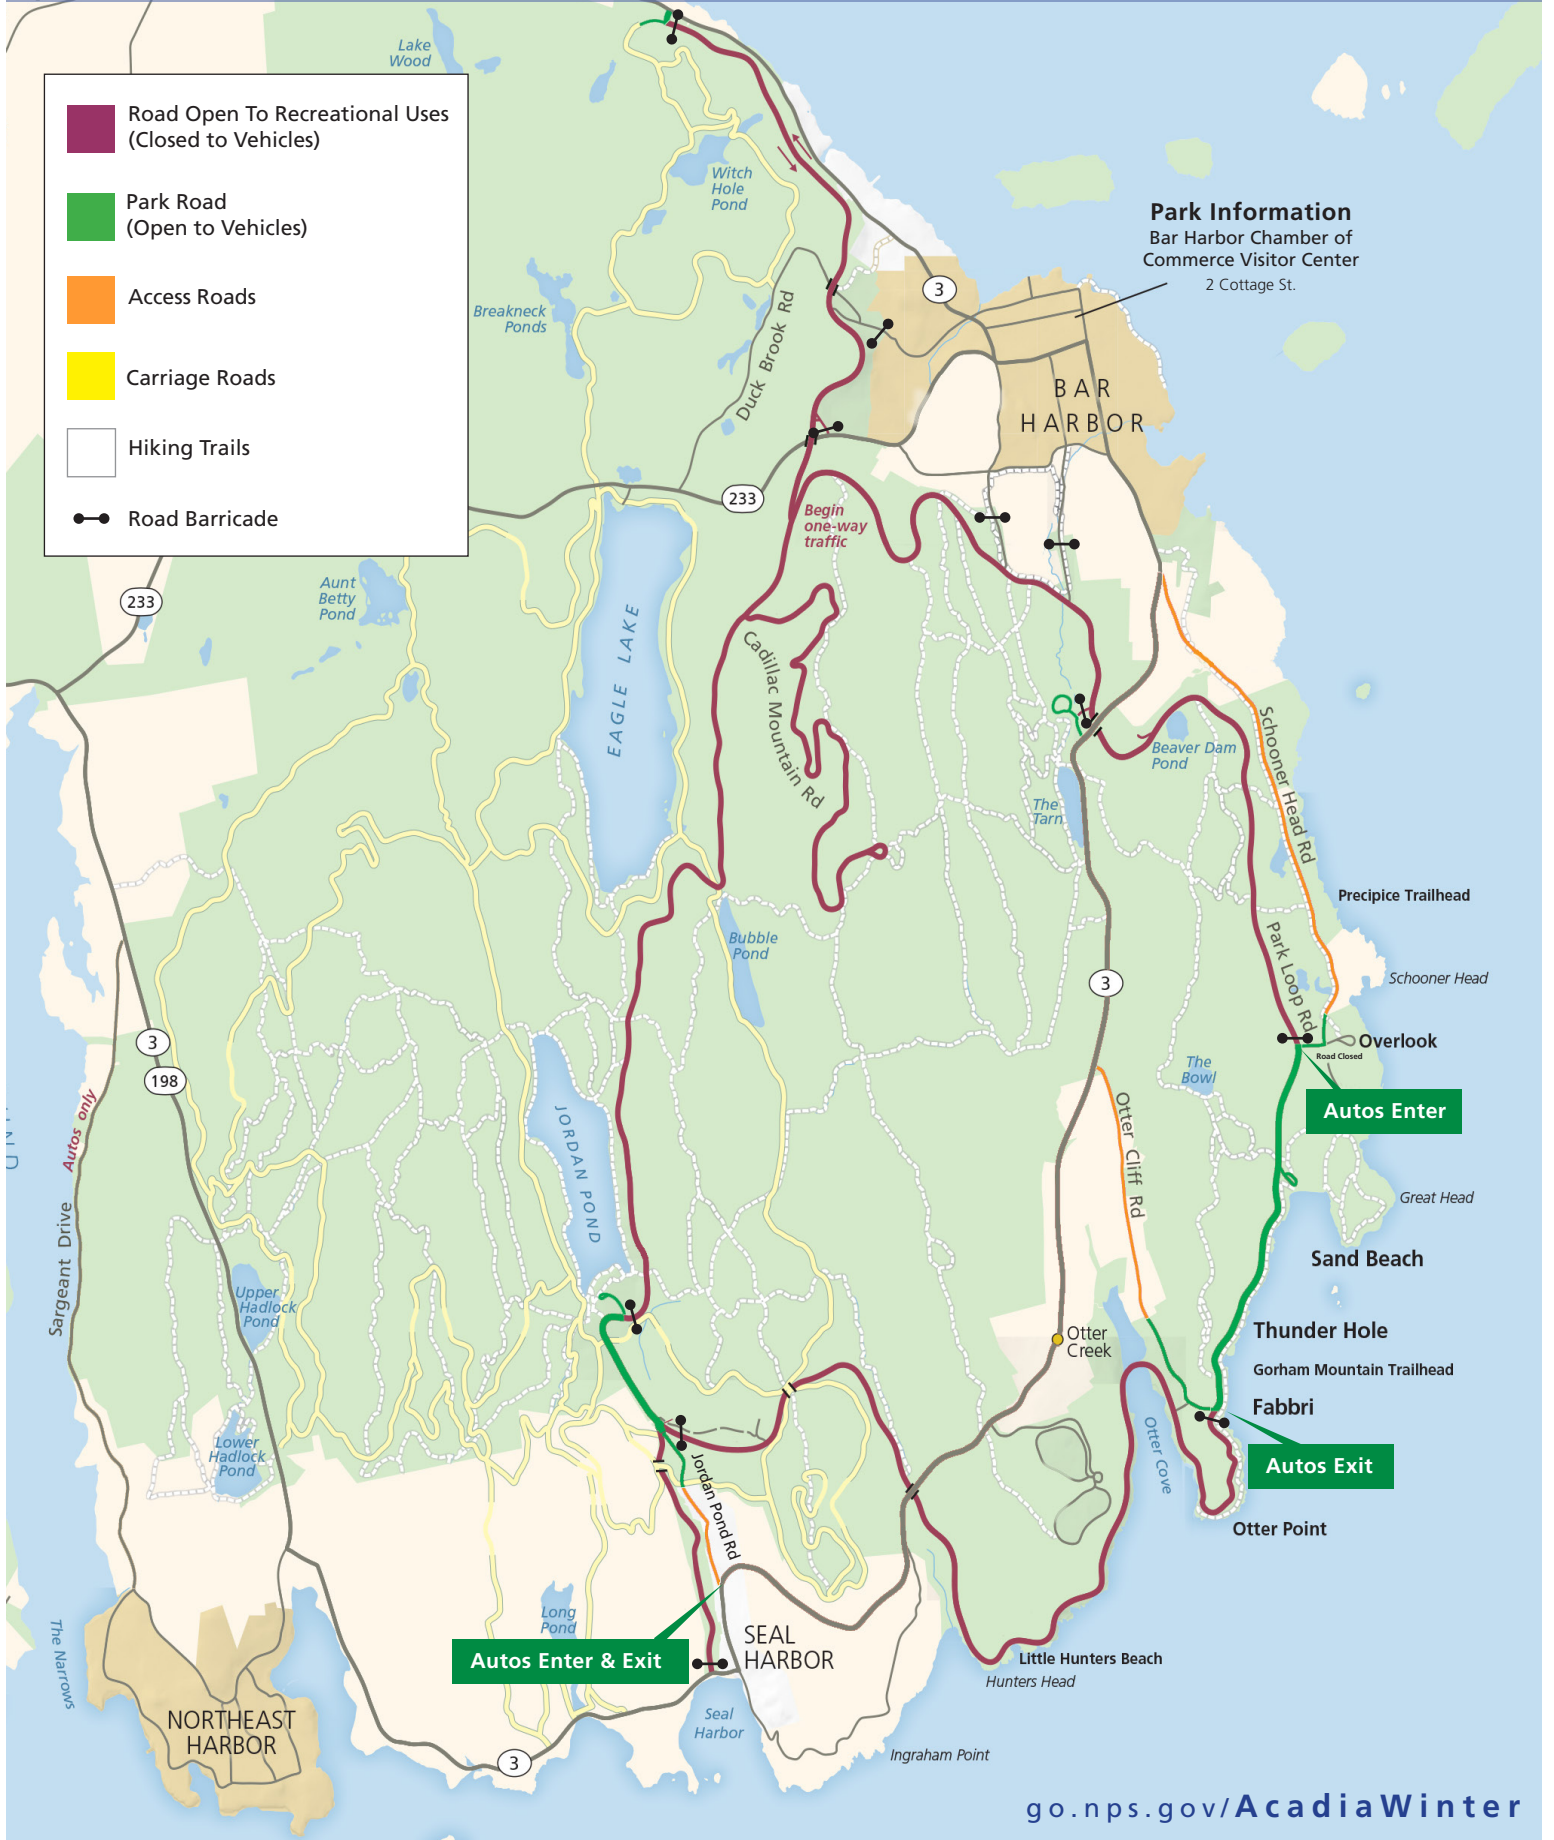 Lake
Wood
Road Open To Recreational Uses
(Closed to Vehicles)
Park Road
(Open to Vehicles)
Access Roads
Carriage Roads
Hiking Trails
Road Barricade
Witch
Hole
Pond
Park Information
Bar Harbor Chamber of
Commerce Visitor Center
2 Cottage St.
3
Breakneck
Ponds
Duck Brook Rd
BAR
HARBOR
233
Begin
one-way
traffic
Aunt
Betty
Pond
233
EAGLE LAKE
Cadillac Mountain Rd
Schooner Head Rd
Beaver Dam
Pond
The
Tarn
Precipice Trailhead
Park Loop Rd
Bubble
Pond
Schooner Head
3
3
198
Overlook
Road Closed
The
Bowl
Autos Enter
Autos only
Sargeant Drive
JORDAN POND
Otter Cliff Rd
Great Head
Sand Beach
Upper
Hadlock
Pond
Otter
Creek
Thunder Hole
Gorham Mountain Trailhead
Fabbri
Lower
Hadlock
Pond
Otter Cove
Autos Exit
Jordan Pond Rd
Otter Point
Long
Pond
The Narrows
SEAL
HARBOR
Autos Enter & Exit
Little Hunters Beach
Hunters Head
NORTHEAST
HARBOR
Seal
Harbor
3
Ingraham Point
go.nps.gov/AcadiaWinter